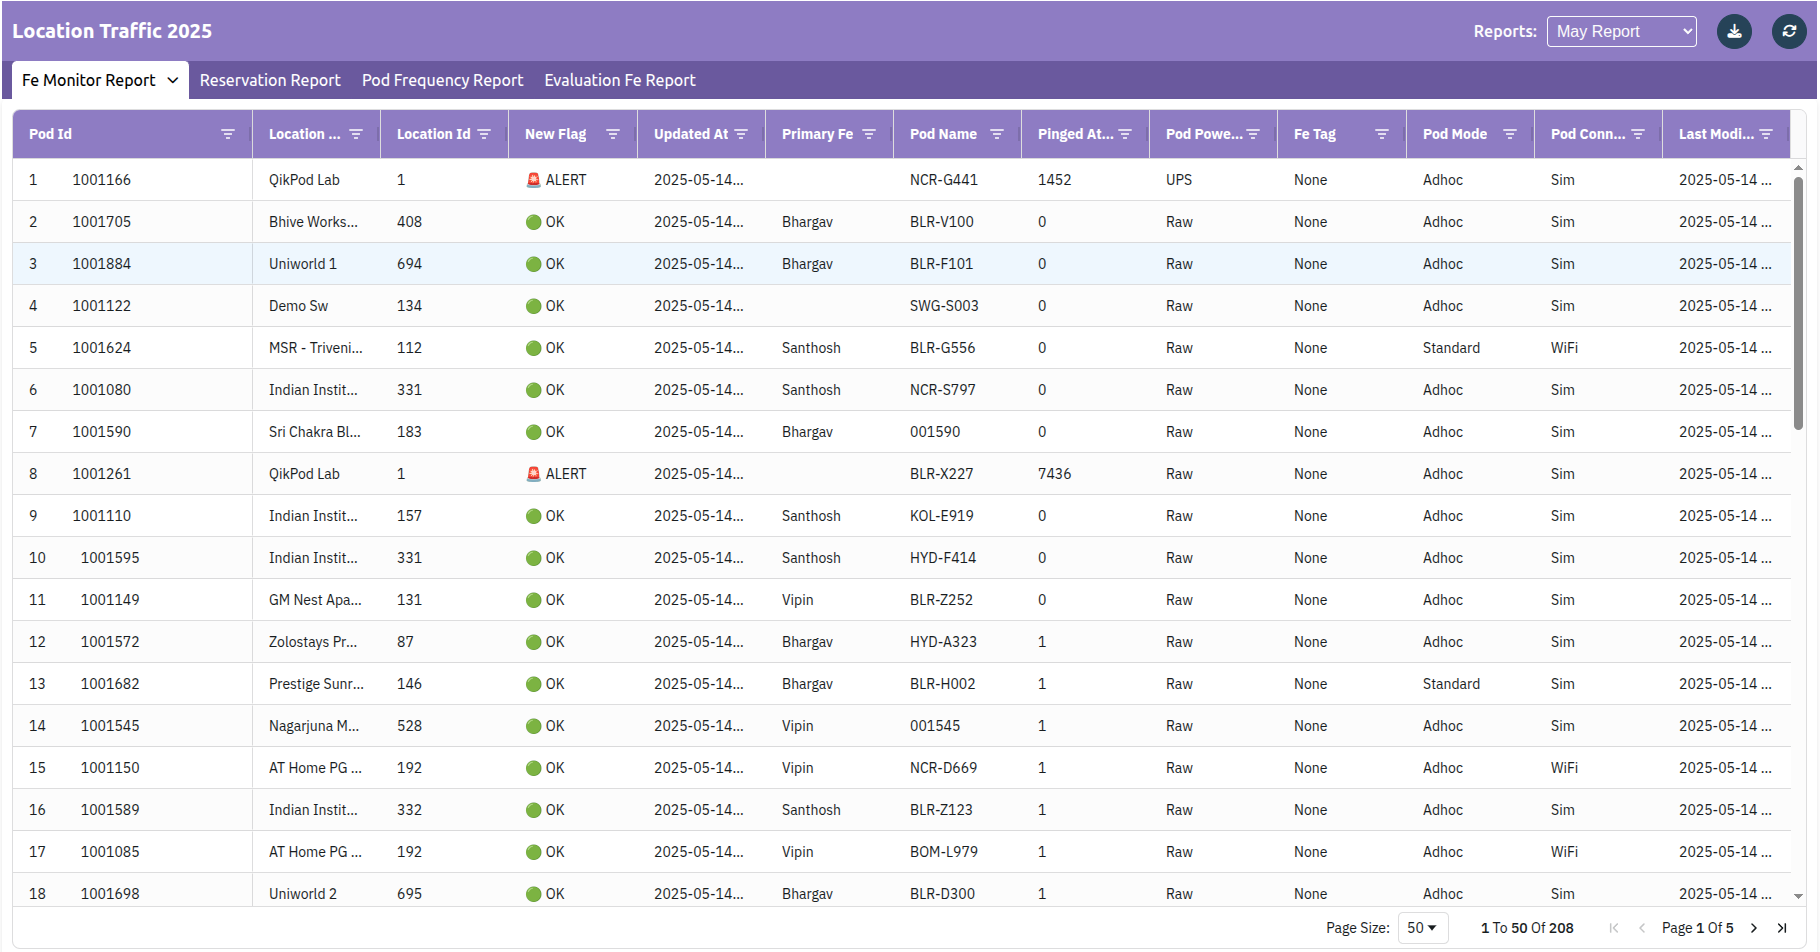 Location Traffic 2025
Reports: May Report
Fe Monitor Report Reservation Report Pod Frequency Report Evaluation Fe Report
Pod Id Location ... Location Id New Flag Updated At Primary Fe Pod Name Pinged At... Pod Powe... Fe Tag Pod Mode Pod Conn... Last Modi...
1 1001166 QikPod Lab 1 🚨 ALERT 2025-05-14... NCR-G441 1452 UPS None Adhoc Sim 2025-05-14 ...
2 1001705 Bhive Works... 408 🟢 OK 2025-05-14... Bhargav BLR-V100 0 Raw None Adhoc Sim 2025-05-14 ...
3 1001884 Uniworld 1 694 🟢 OK 2025-05-14... Bhargav BLR-F101 0 Raw None Adhoc Sim 2025-05-14 ...
4 1001122 Demo Sw 134 🟢 OK 2025-05-14... SWG-S003 0 Raw None Adhoc Sim 2025-05-14 ...
5 1001624 MSR - Triveni... 112 🟢 OK 2025-05-14... Santhosh BLR-G556 0 Raw None Standard WiFi 2025-05-14 ...
6 1001080 Indian Instit... 331 🟢 OK 2025-05-14... Santhosh NCR-S797 0 Raw None Adhoc Sim 2025-05-14 ...
7 1001590 Sri Chakra Bl... 183 🟢 OK 2025-05-14... Bhargav 001590 0 Raw None Adhoc Sim 2025-05-14 ...
8 1001261 QikPod Lab 1 🚨 ALERT 2025-05-14... BLR-X227 7436 Raw None Adhoc Sim 2025-05-14 ...
9 1001110 Indian Instit... 157 🟢 OK 2025-05-14... Santhosh KOL-E919 0 Raw None Adhoc Sim 2025-05-14 ...
10 1001595 Indian Instit... 331 🟢 OK 2025-05-14... Santhosh HYD-F414 0 Raw None Adhoc Sim 2025-05-14 ...
11 1001149 GM Nest Apa... 131 🟢 OK 2025-05-14... Vipin BLR-Z252 0 Raw None Adhoc Sim 2025-05-14 ...
12 1001572 Zolostays Pr... 87 🟢 OK 2025-05-14... Bhargav HYD-A323 1 Raw None Adhoc Sim 2025-05-14 ...
13 1001682 Prestige Sunr... 146 🟢 OK 2025-05-14... Bhargav BLR-H002 1 Raw None Standard Sim 2025-05-14 ...
14 1001545 Nagarjuna M... 528 🟢 OK 2025-05-14... Vipin 001545 1 Raw None Adhoc Sim 2025-05-14 ...
15 1001150 AT Home PG ... 192 🟢 OK 2025-05-14... Vipin NCR-D669 1 Raw None Adhoc WiFi 2025-05-14 ...
16 1001589 Indian Instit... 332 🟢 OK 2025-05-14... Santhosh BLR-Z123 1 Raw None Adhoc Sim 2025-05-14 ...
17 1001085 AT Home PG ... 192 🟢 OK 2025-05-14... Vipin BOM-L979 1 Raw None Adhoc WiFi 2025-05-14 ...
18 1001698 Uniworld 2 695 🟢 OK 2025-05-14... Bhargav BLR-D300 1 Raw None Adhoc Sim 2025-05-14 ...
Page Size: 50 1 To 50 Of 208 Page 1 Of 5